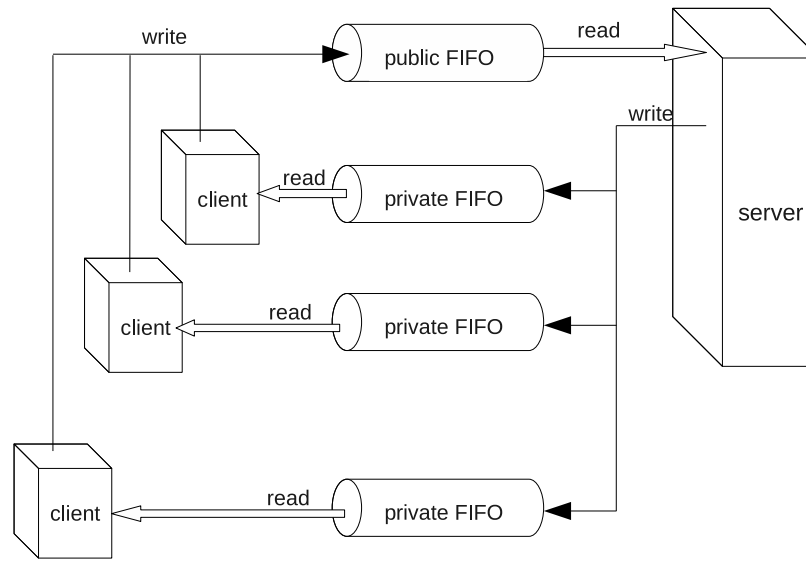 write
public FIFO
read
write
read
client
private FIFO
server
read
client
private FIFO
read
client
private FIFO